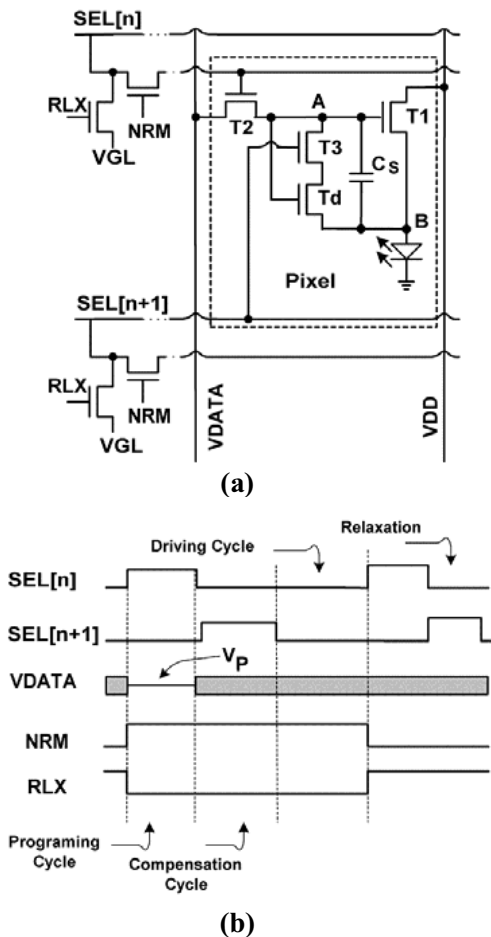 SEL[n]
RLX
NRM
VGL
T2
A
T1
T3
Cs
Td
B
Pixel
SEL[n+1]
RLX
NRM
VGL
VDATA
VDD
(a)
Driving Cycle
Relaxation
SEL[n]
SEL[n+1]
VP
VDATA
NRM
RLX
Programing
Cycle
Compensation
Cycle
(b)